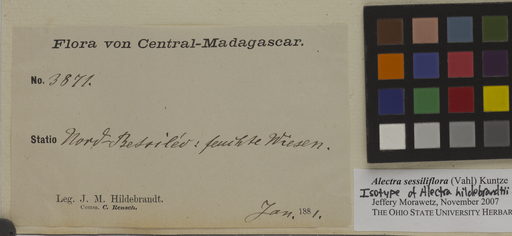 Flora von Central-Madagascar.
No. 3871.
Statio Nord-Betsiléo: feuchte Wiesen.
Leg. J. M. Hildebrandt.
Comm. C. Rensch.
Jan. 1881.
Alectra sessiliflora (Vahl) Kuntze
Isotype of Alectra hildebrandtii
Jeffery Morawetz, November 2007
THE OHIO STATE UNIVERSITY HERBAR